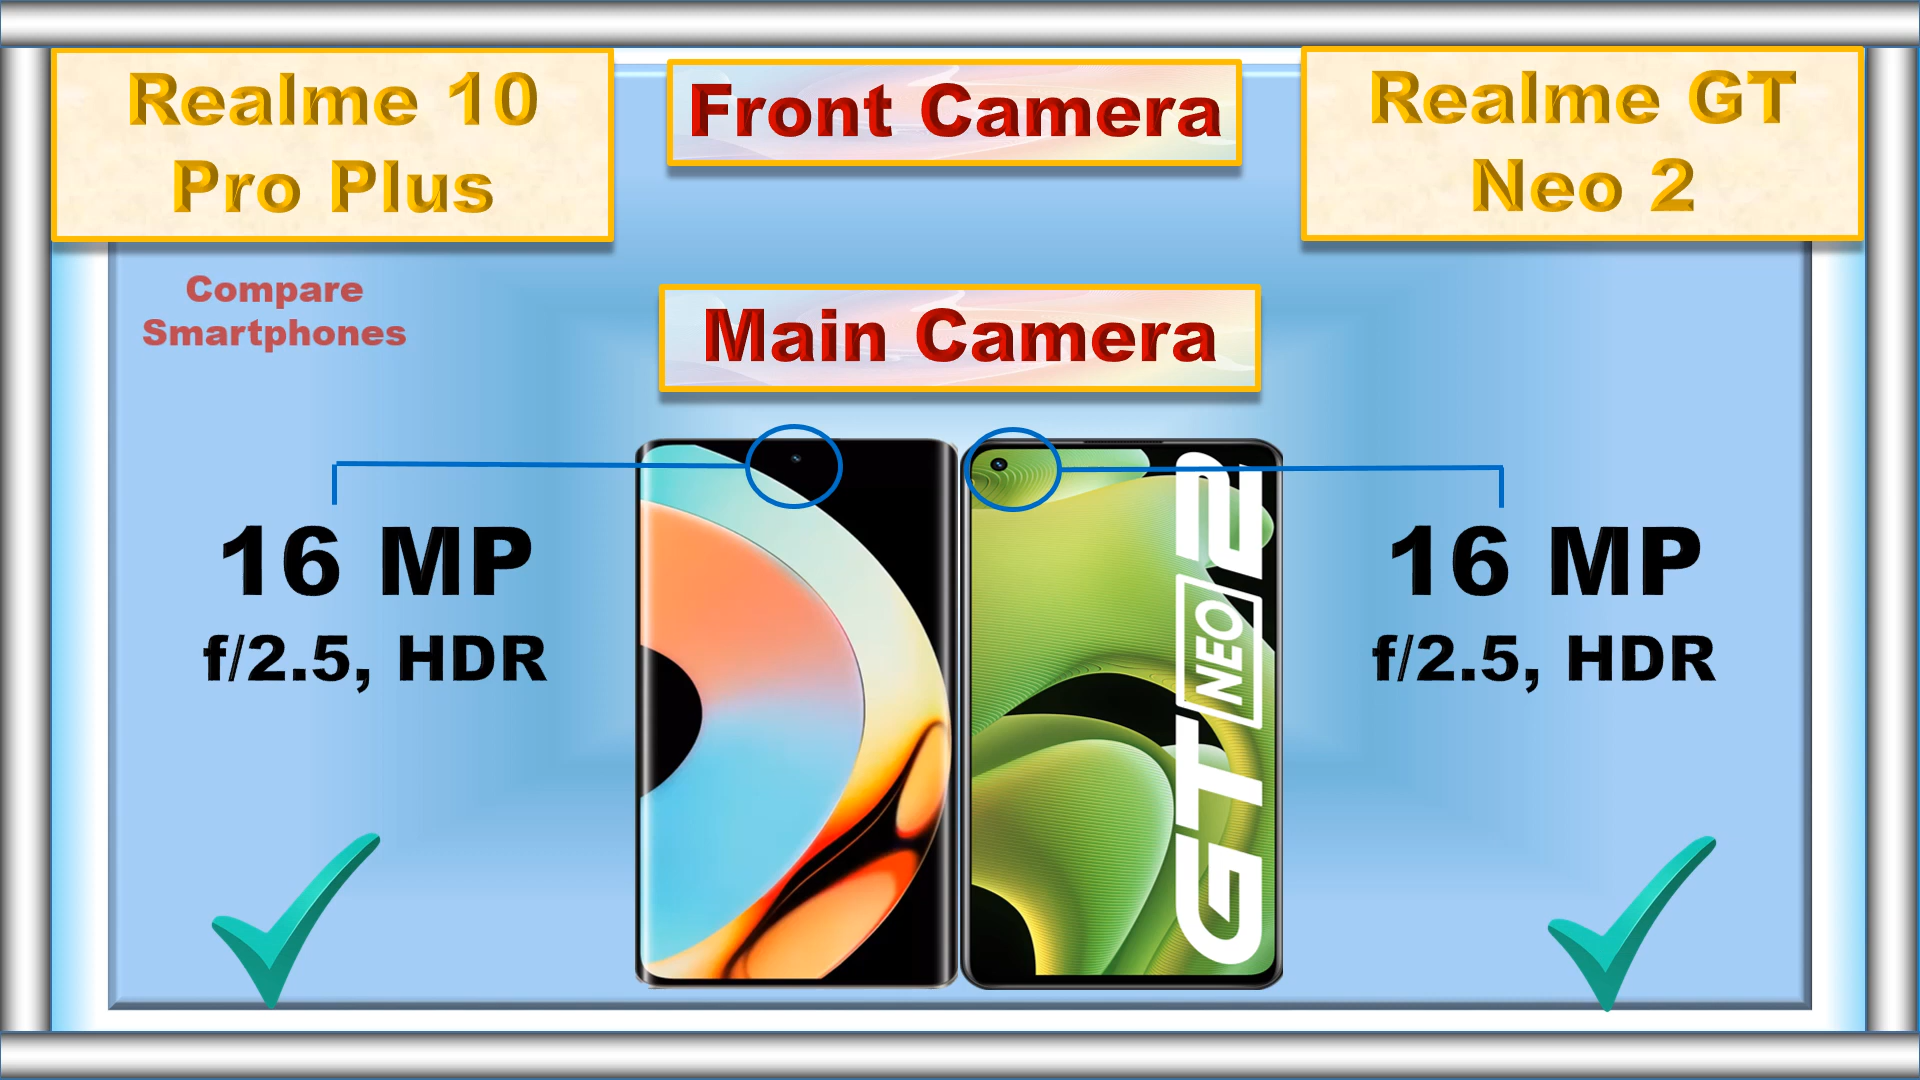 Realme 10
Pro Plus
Front Camera
Realme GT
Neo 2
Compare
Smartphones
Main Camera
16 MP
f/2.5, HDR
GT NEO 2
16 MP
f/2.5, HDR